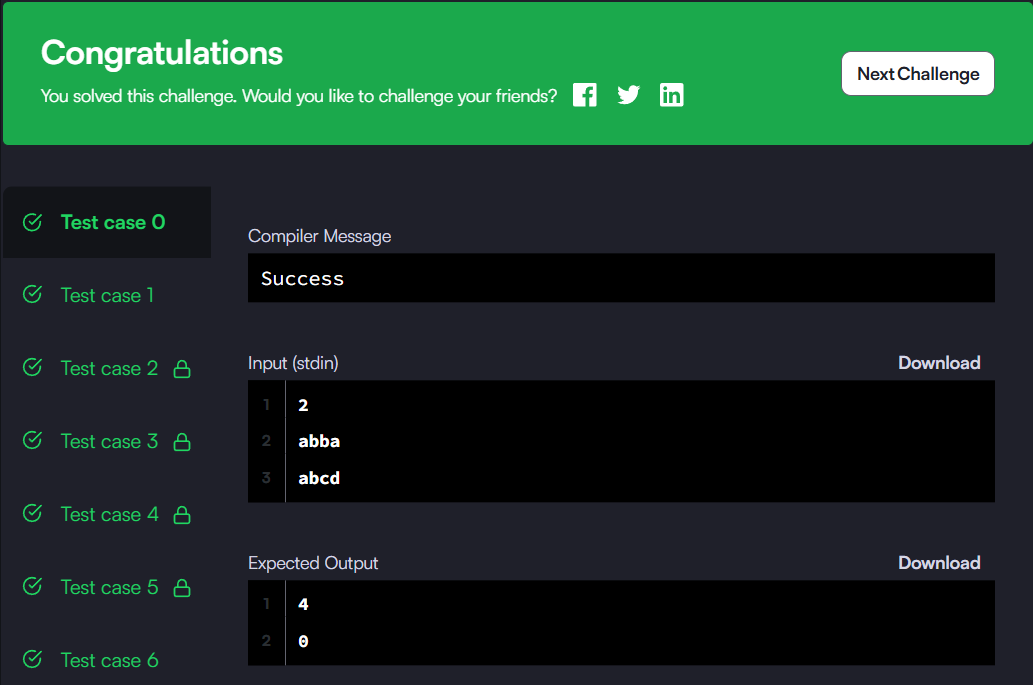 Congratulations
You solved this challenge. Would you like to challenge your friends?
Next Challenge
Test case 0
Test case 1
Test case 2
Test case 3
Test case 4
Test case 5
Test case 6
Compiler Message
Success
Input (stdin)
Download
1 2
2 abba
3 abcd
Expected Output
Download
1 4
2 0